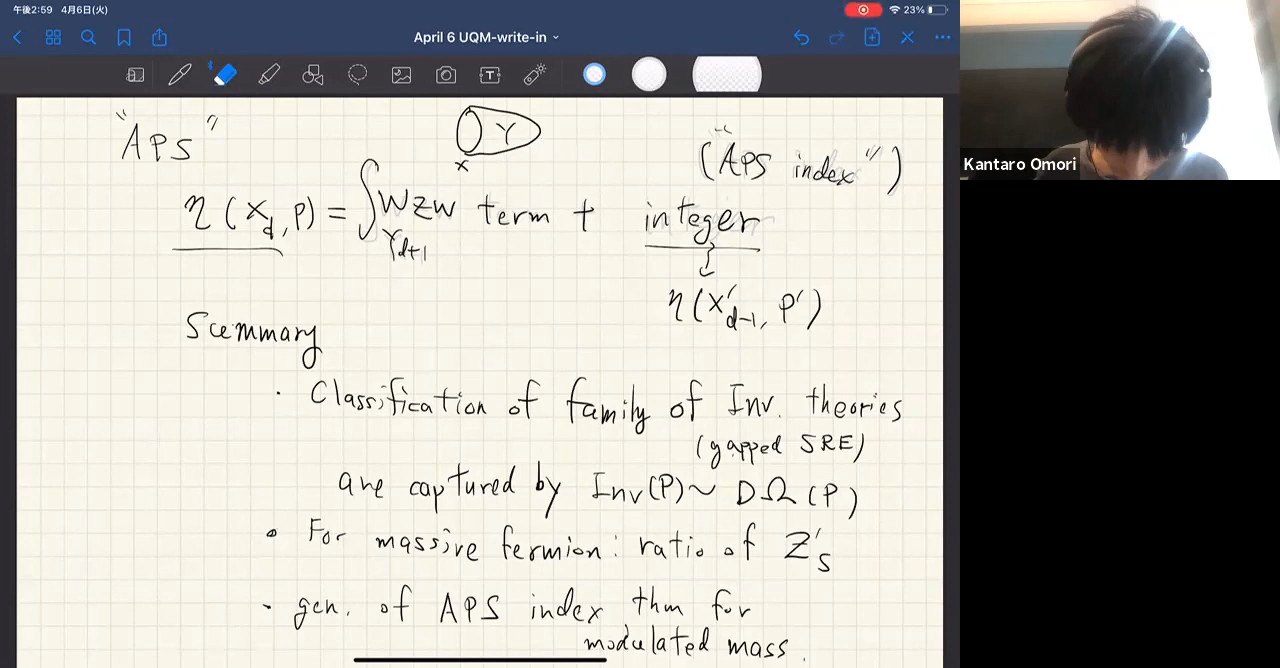 午後2:59 4月6日(火)
23%
April 6 UQM-write-in
"APS"
Y
X
("APS index")
η(X_d, P) = ∫_{Y_{d+1}} WZW term + integer
η(X'_{d-1}, P')
Summary
· Classification of family of Inv. theories
(gapped SRE)
are captured by Inv(P) ~ DΩ(P)
· For massive fermion : ratio of Z's
· gen. of APS index thm for
modulated mass.
Kantaro Omori